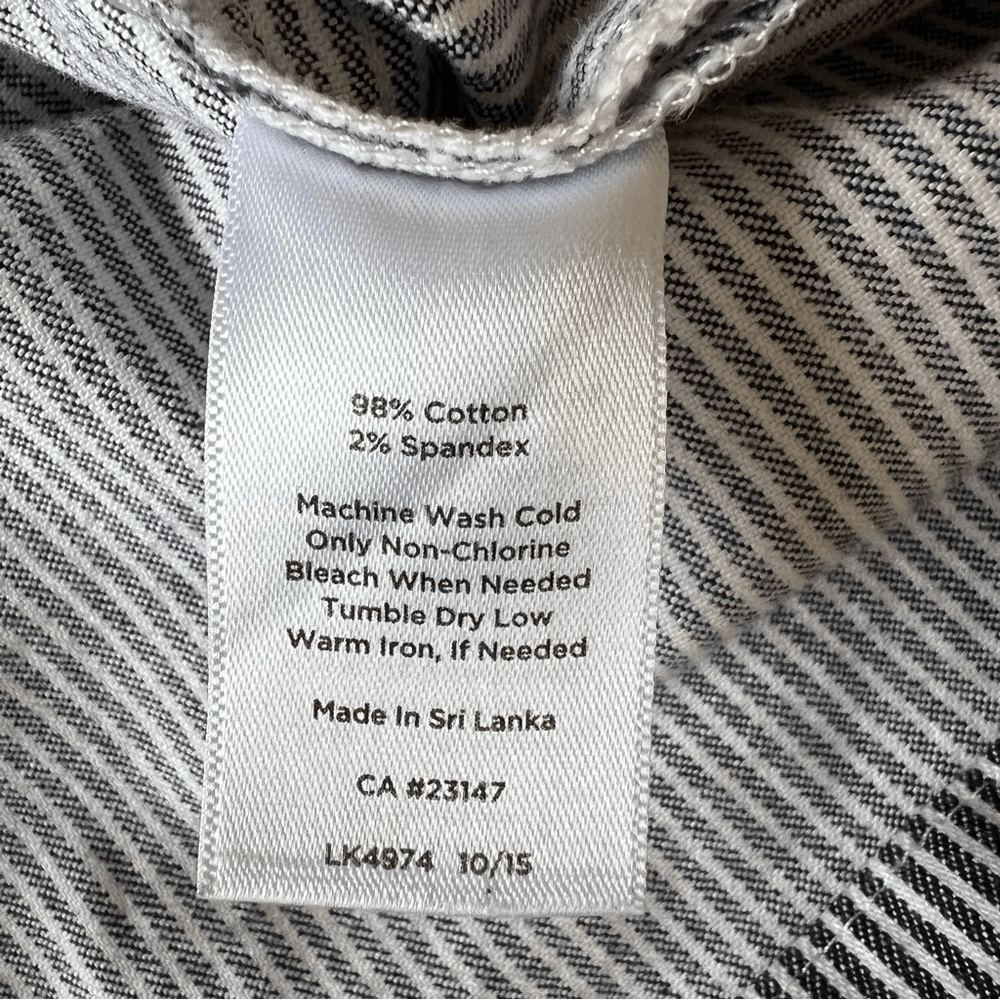 98% Cotton
2% Spandex
Machine Wash Cold
Only Non-Chlorine
Bleach When Needed
Tumble Dry Low
Warm Iron, If Needed
Made In Sri Lanka
CA #23147
LK4974 10/15